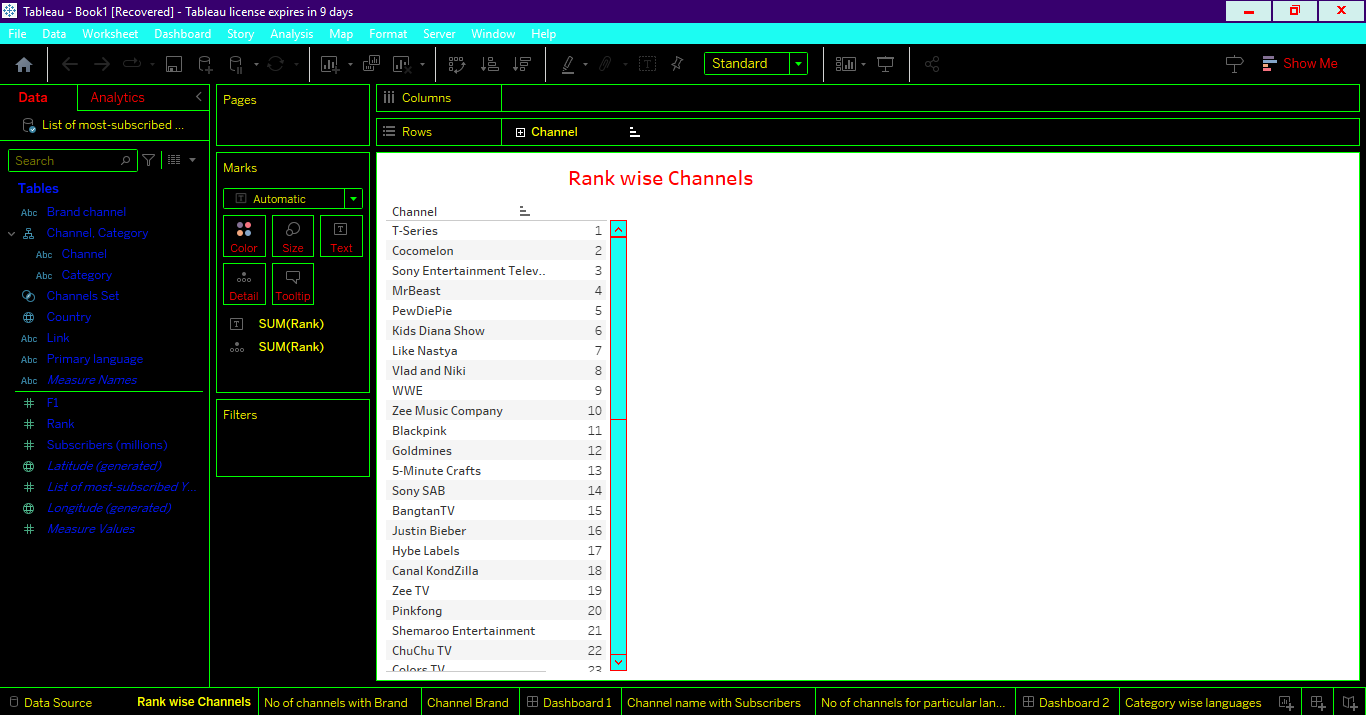 Tableau - Book1 [Recovered] - Tableau license expires in 9 days
File Data Worksheet Dashboard Story Analysis Map Format Server Window Help
Standard
Show Me
Data Analytics
List of most-subscribed ...
Search
Tables
Abc Brand channel
Channel, Category
Abc Channel
Abc Category
Channels Set
Country
Abc Link
Abc Primary language
Abc Measure Names
# F1
# Rank
# Subscribers (millions)
Latitude (generated)
# List of most-subscribed Y...
Longitude (generated)
# Measure Values
Pages
Marks
T Automatic
Color Size Text
Detail Tooltip
T SUM(Rank)
SUM(Rank)
Filters
Columns
Rows
Channel
Rank wise Channels
Channel
T-Series 1
Cocomelon 2
Sony Entertainment Telev.. 3
MrBeast 4
PewDiePie 5
Kids Diana Show 6
Like Nastya 7
Vlad and Niki 8
WWE 9
Zee Music Company 10
Blackpink 11
Goldmines 12
5-Minute Crafts 13
Sony SAB 14
BangtanTV 15
Justin Bieber 16
Hybe Labels 17
Canal KondZilla 18
Zee TV 19
Pinkfong 20
Shemaroo Entertainment 21
ChuChu TV 22
Colors TV 23
Data Source Rank wise Channels No of channels with Brand Channel Brand Dashboard 1 Channel name with Subscribers No of channels for particular lan... Dashboard 2 Category wise languages